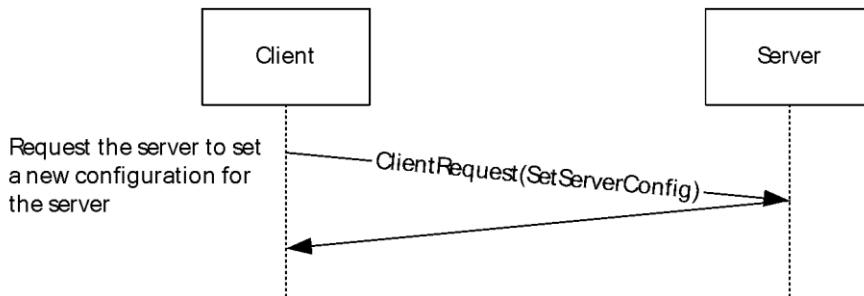 Client
Server
Request the server to set
a new configuration for
the server
ClientRequest(SetServerConfig)